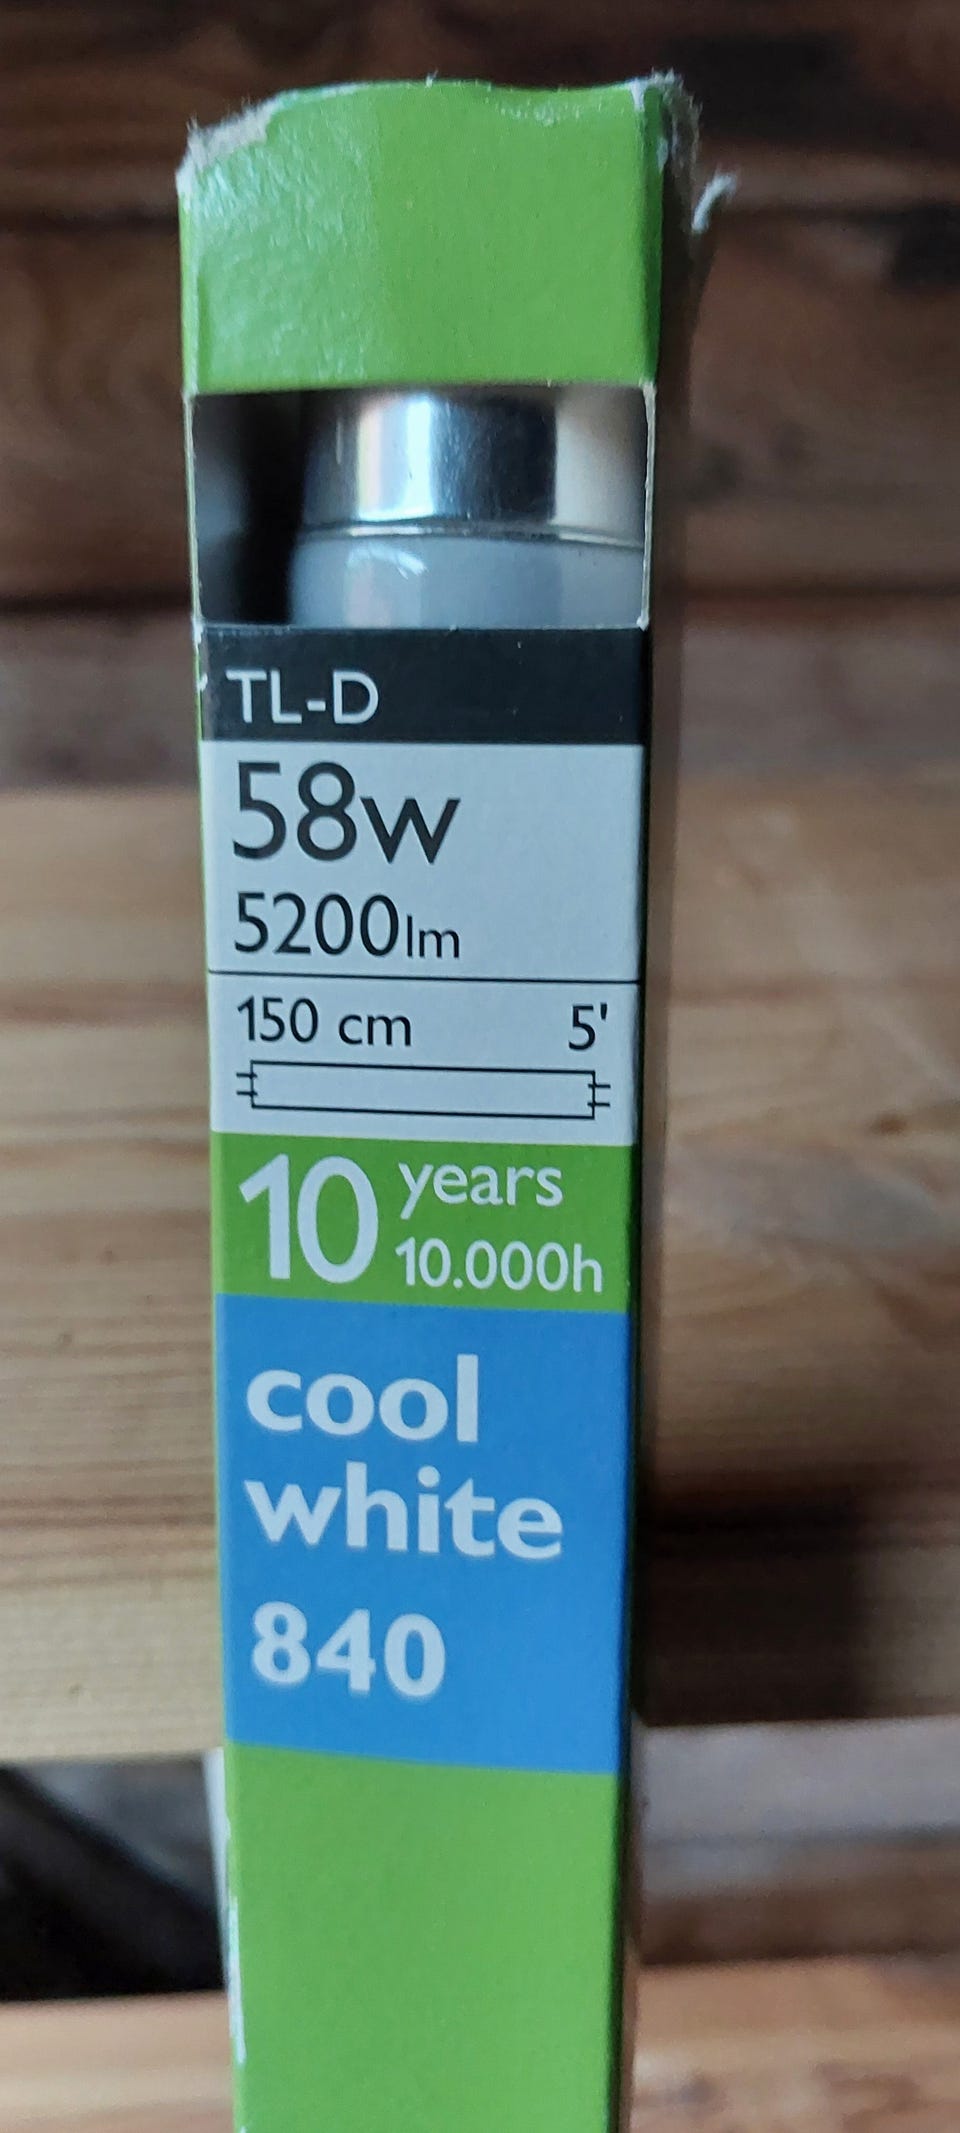 TL-D
58w
5200lm
150 cm 5'
10 years
10.000h
cool
white
840